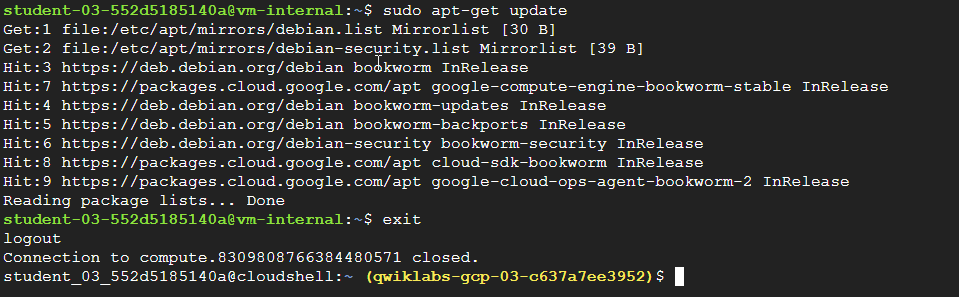 student-03-552d5185140a@vm-internal:~$ sudo apt-get update
Get:1 file:/etc/apt/mirrors/debian.list Mirrorlist [30 B]
Get:2 file:/etc/apt/mirrors/debian-security.list Mirrorlist [39 B]
Hit:3 https://deb.debian.org/debian bookworm InRelease
Hit:7 https://packages.cloud.google.com/apt google-compute-engine-bookworm-stable InRelease
Hit:4 https://deb.debian.org/debian bookworm-updates InRelease
Hit:5 https://deb.debian.org/debian bookworm-backports InRelease
Hit:6 https://deb.debian.org/debian-security bookworm-security InRelease
Hit:8 https://packages.cloud.google.com/apt cloud-sdk-bookworm InRelease
Hit:9 https://packages.cloud.google.com/apt google-cloud-ops-agent-bookworm-2 InRelease
Reading package lists... Done
student-03-552d5185140a@vm-internal:~$ exit
logout
Connection to compute.8309808766384480571 closed.
student_03_552d5185140a@cloudshell:~ (qwiklabs-gcp-03-c637a7ee3952)$